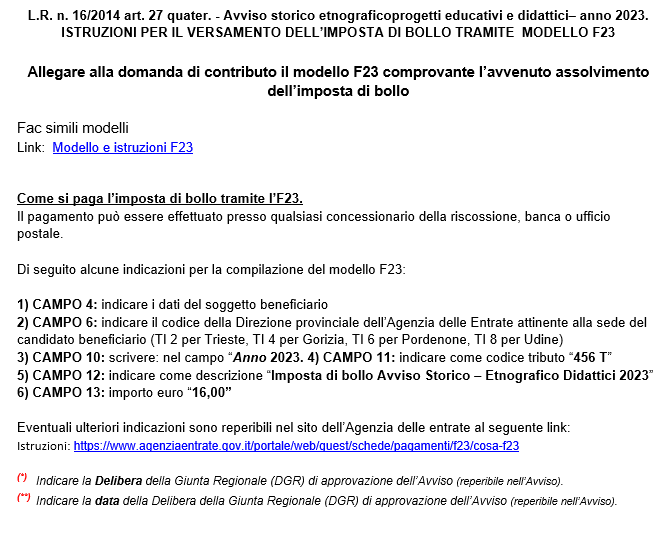 L.R. n. 16/2014 art. 27 quater. - Avviso storico etnograficoprogetti educativi e didattici– anno 2023.
ISTRUZIONI PER IL VERSAMENTO DELL’IMPOSTA DI BOLLO TRAMITE MODELLO F23
Allegare alla domanda di contributo il modello F23 comprovante l’avvenuto assolvimento
dell’imposta di bollo
Fac simili modelli
Link: Modello e istruzioni F23
Come si paga l’imposta di bollo tramite l’F23.
Il pagamento può essere effettuato presso qualsiasi concessionario della riscossione, banca o ufficio
postale.
Di seguito alcune indicazioni per la compilazione del modello F23:
1) CAMPO 4: indicare i dati del soggetto beneficiario
2) CAMPO 6: indicare il codice della Direzione provinciale dell’Agenzia delle Entrate attinente alla sede del
candidato beneficiario (TI 2 per Trieste, TI 4 per Gorizia, TI 6 per Pordenone, TI 8 per Udine)
3) CAMPO 10: scrivere: nel campo “Anno 2023. 4) CAMPO 11: indicare come codice tributo “456 T”
5) CAMPO 12: indicare come descrizione “Imposta di bollo Avviso Storico – Etnografico Didattici 2023”
6) CAMPO 13: importo euro “16,00”
Eventuali ulteriori indicazioni sono reperibili nel sito dell’Agenzia delle entrate al seguente link:
Istruzioni: https://www.agenziaentrate.gov.it/portale/web/guest/schede/pagamenti/f23/cosa-f23
(*) Indicare la Delibera della Giunta Regionale (DGR) di approvazione dell’Avviso (reperibile nell’Avviso).
(**) Indicare la data della Delibera della Giunta Regionale (DGR) di approvazione dell’Avviso (reperibile nell’Avviso).